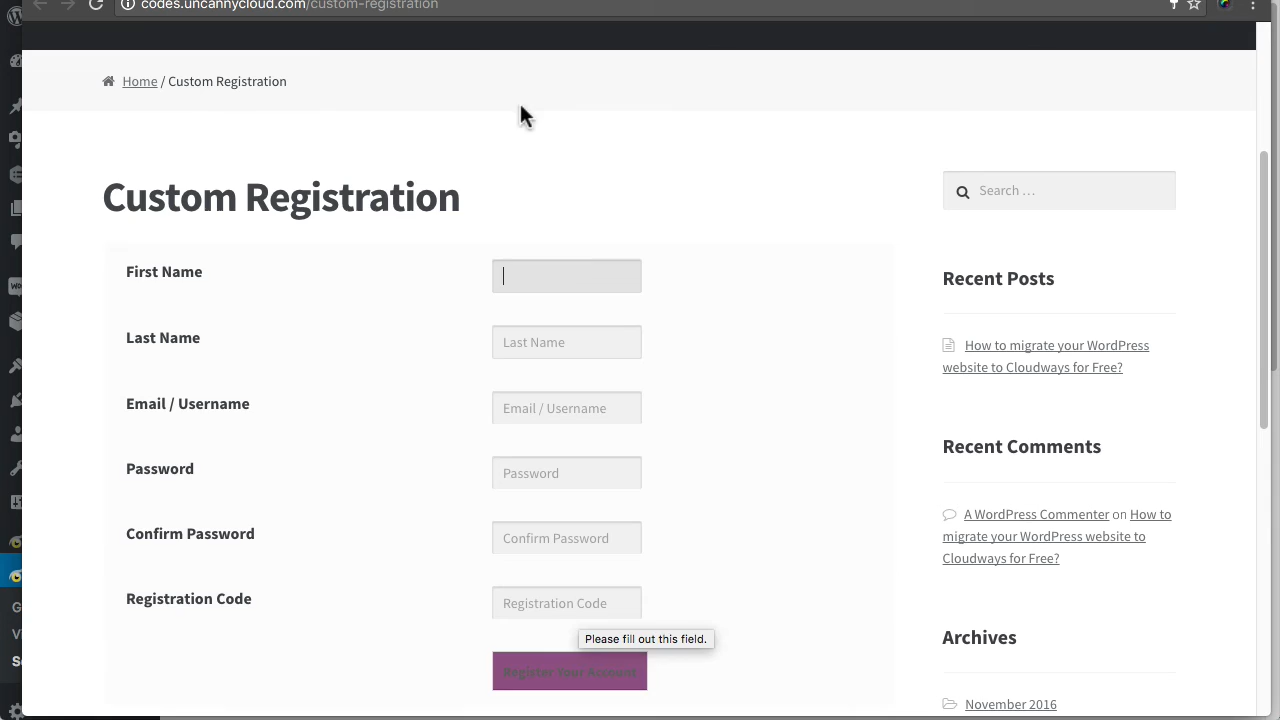 codes.uncannycloud.com/custom-registration
Home / Custom Registration
Custom Registration
First Name
Last Name
Last Name
Email / Username
Email / Username
Password
Password
Confirm Password
Confirm Password
Registration Code
Registration Code
Please fill out this field.
Register Your Account
Search …
Recent Posts
How to migrate your WordPress
website to Cloudways for Free?
Recent Comments
A WordPress Commenter on How to
migrate your WordPress website to
Cloudways for Free?
Archives
November 2016